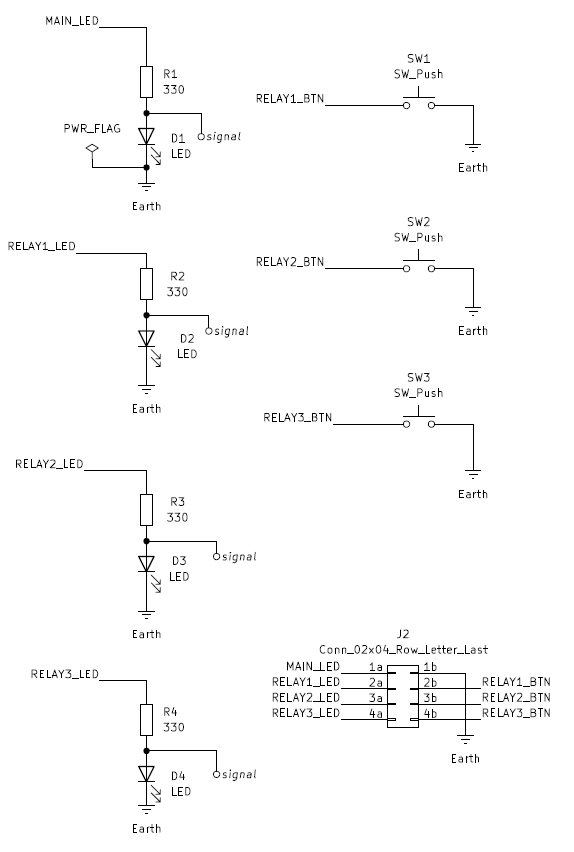 MAIN_LED
R1
330
PWR_FLAG
D1
LED
signal
Earth
RELAY1_LED
R2
330
D2
LED
signal
Earth
RELAY2_LED
R3
330
D3
LED
signal
Earth
RELAY3_LED
R4
330
D4
LED
signal
Earth
SW1
SW_Push
RELAY1_BTN
Earth
SW2
SW_Push
RELAY2_BTN
Earth
SW3
SW_Push
RELAY3_BTN
Earth
J2
Conn_02x04_Row_Letter_Last
MAIN_LED 1a 1b
RELAY1_LED 2a 2b RELAY1_BTN
RELAY2_LED 3a 3b RELAY2_BTN
RELAY3_LED 4a 4b RELAY3_BTN
Earth